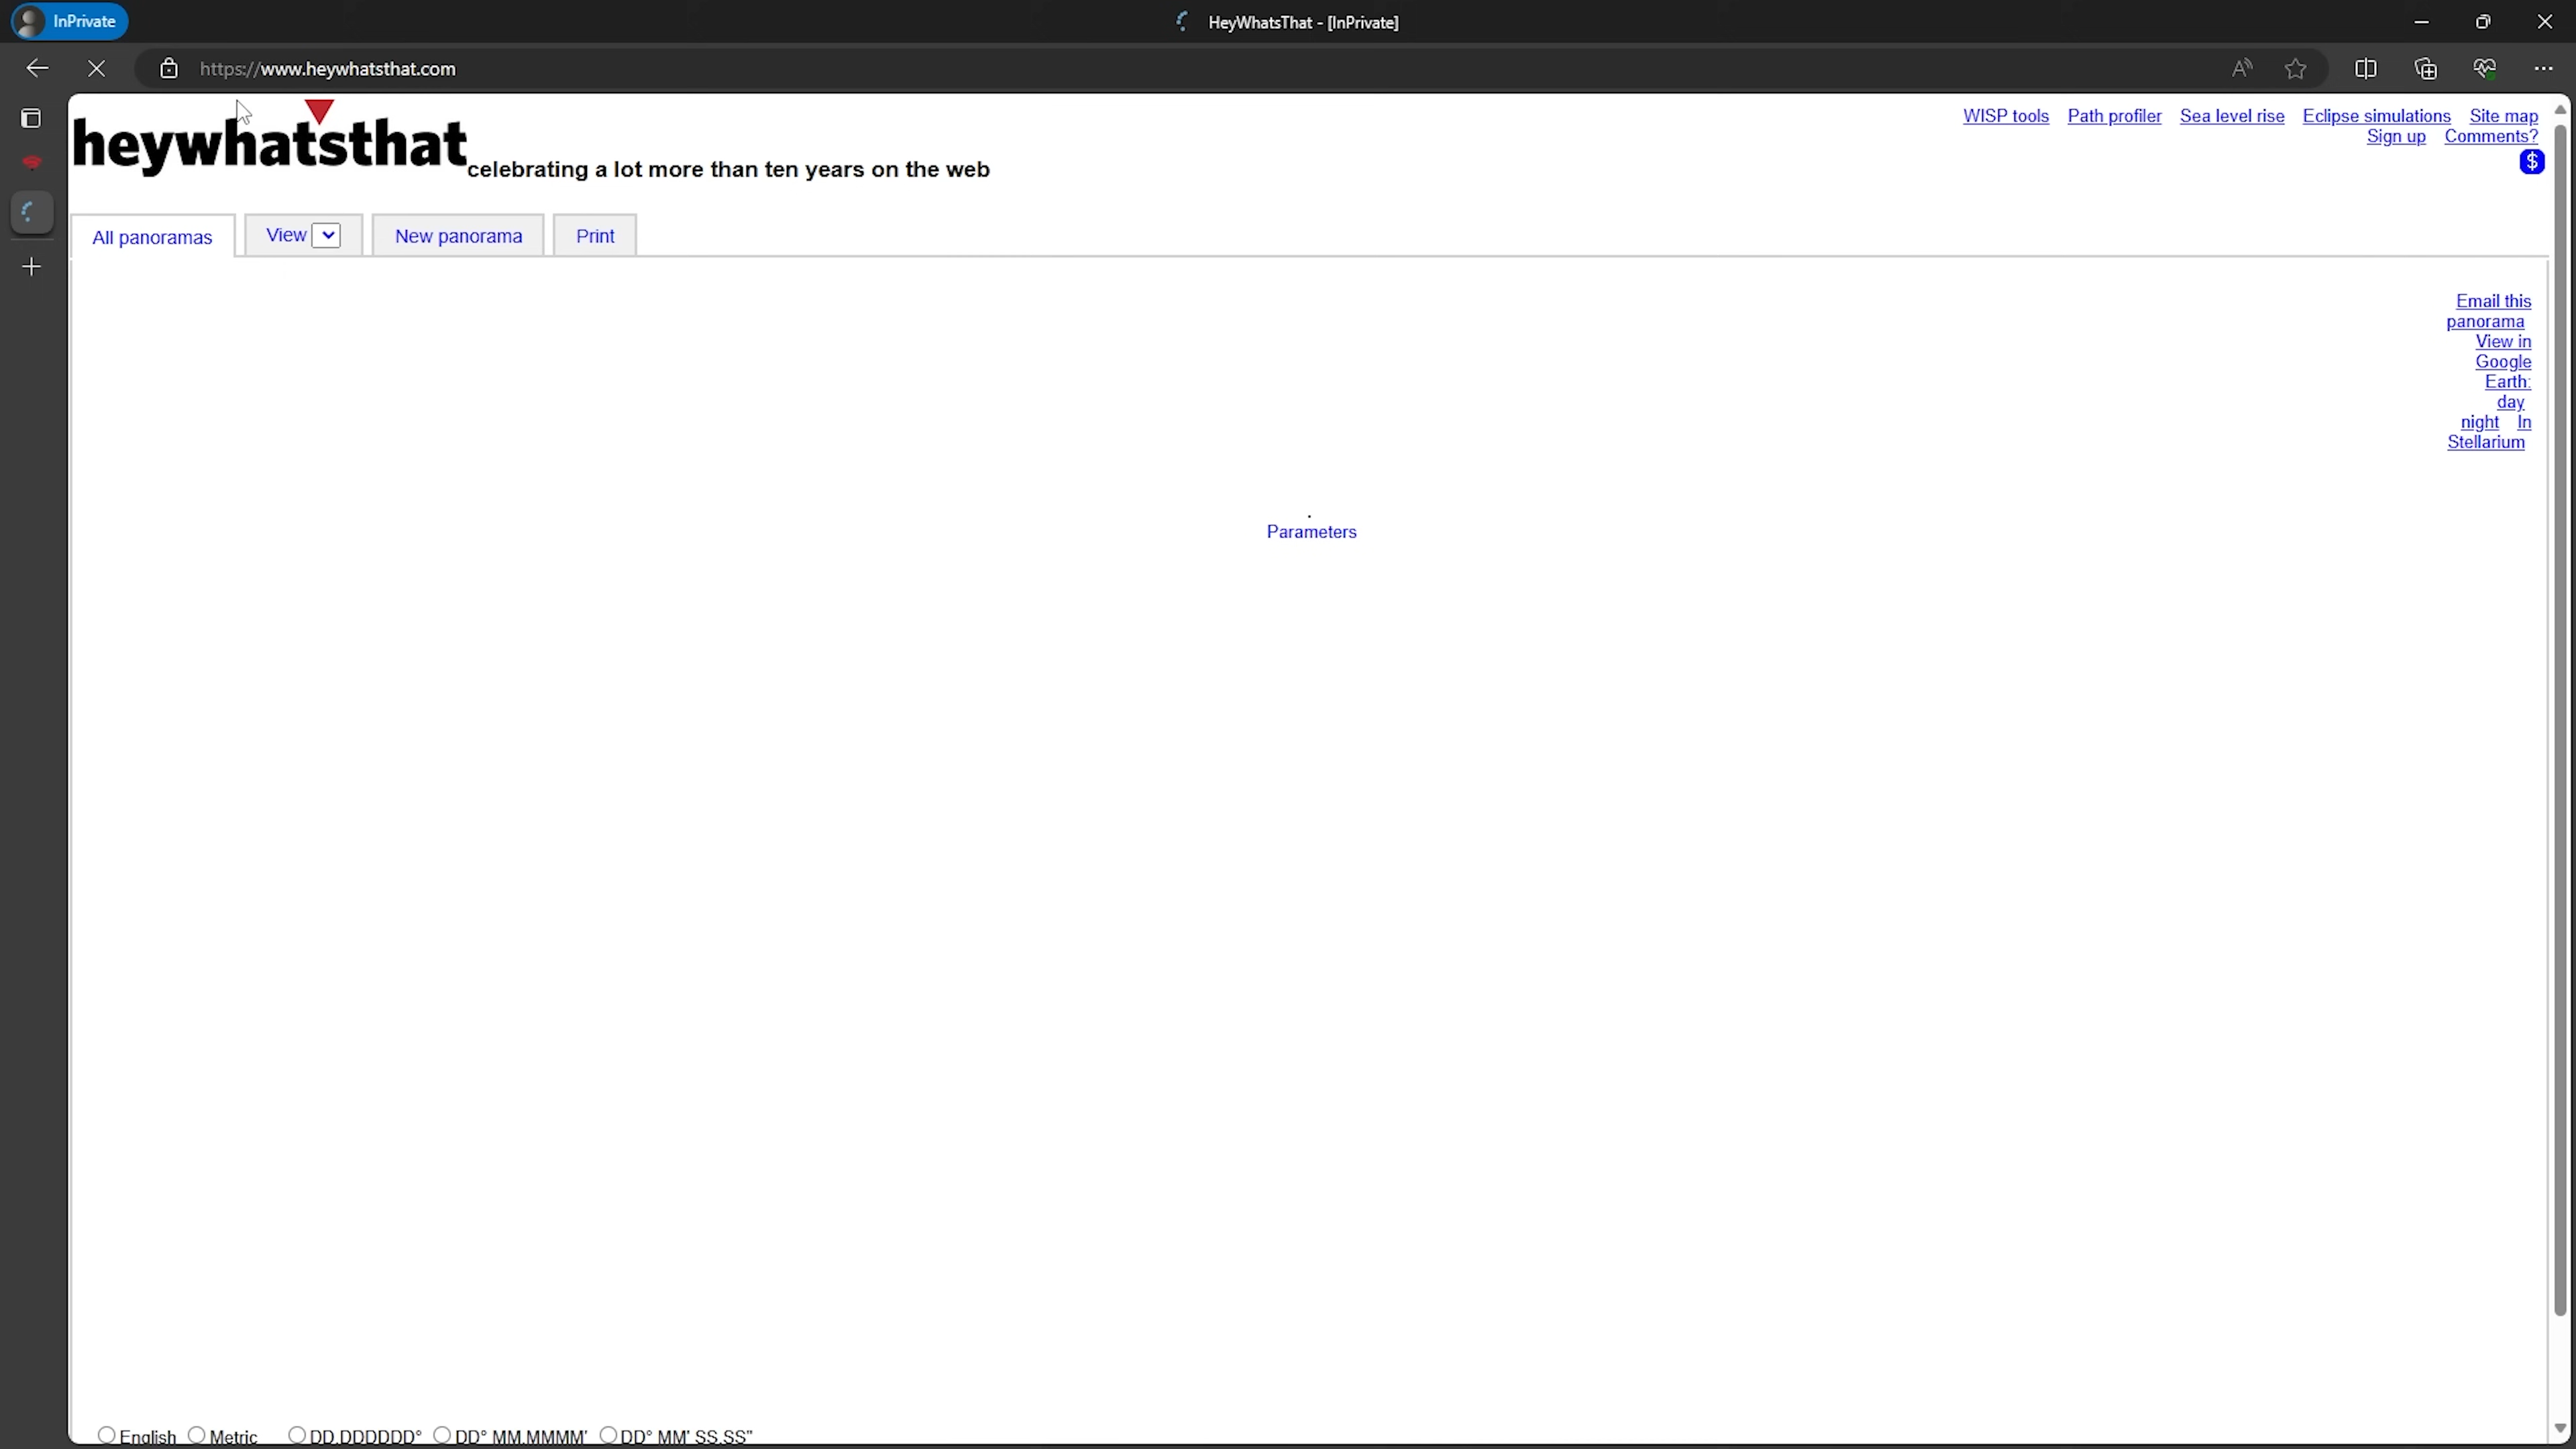 InPrivate
HeyWhatsThat - [InPrivate]
https://www.heywhatsthat.com
heywhatsthat
celebrating a lot more than ten years on the web
WISP tools Path profiler Sea level rise Eclipse simulations Site map
Sign up Comments?
$
All panoramas View New panorama Print
Email this
panorama
View in
Google
Earth:
day
night In
Stellarium
.
Parameters
English Metric DD.DDDDDD° DD° MM.MMMM' DD° MM' SS.SS"